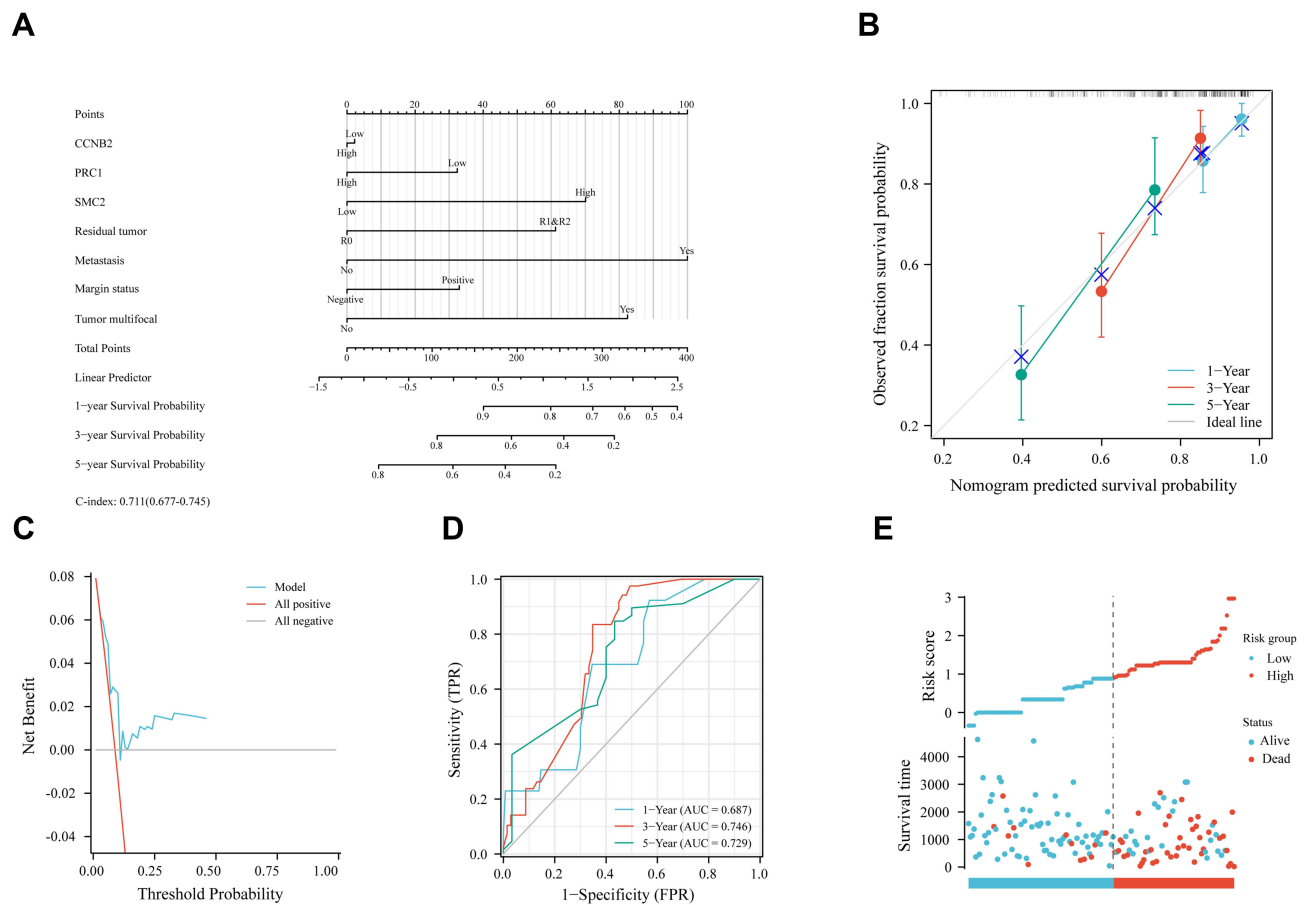 A
Points
0 20 40 60 80 100
CCNB2
Low
High
PRC1
Low
High
SMC2
High
Low
Residual tumor
R1&R2
R0
Metastasis
Yes
No
Margin status
Positive
Negative
Tumor multifocal
Yes
No
Total Points
0 100 200 300 400
Linear Predictor
−1.5 −0.5 0.5 1.5 2.5
1−year Survival Probability
0.9 0.8 0.7 0.6 0.5 0.4
3−year Survival Probability
0.8 0.6 0.4 0.2
5−year Survival Probability
0.8 0.6 0.4 0.2
C-index: 0.711(0.677-0.745)
B
Observed fraction survival probability
1.0
0.8
0.6
0.4
0.2
1−Year
3−Year
5−Year
Ideal line
0.2 0.4 0.6 0.8 1.0
Nomogram predicted survival probability
C
Net Benefit
0.08
0.06
0.04
0.02
0.00
-0.02
-0.04
Model
All positive
All negative
0.00 0.25 0.50 0.75 1.00
Threshold Probability
D
Sensitivity (TPR)
1.0
0.8
0.6
0.4
0.2
0.0
1−Year (AUC = 0.687)
3−Year (AUC = 0.746)
5−Year (AUC = 0.729)
0.0 0.2 0.4 0.6 0.8 1.0
1−Specificity (FPR)
E
Risk score
3
2
1
0
Risk group
Low
High
Survival time
4000
3000
2000
1000
0
Status
Alive
Dead